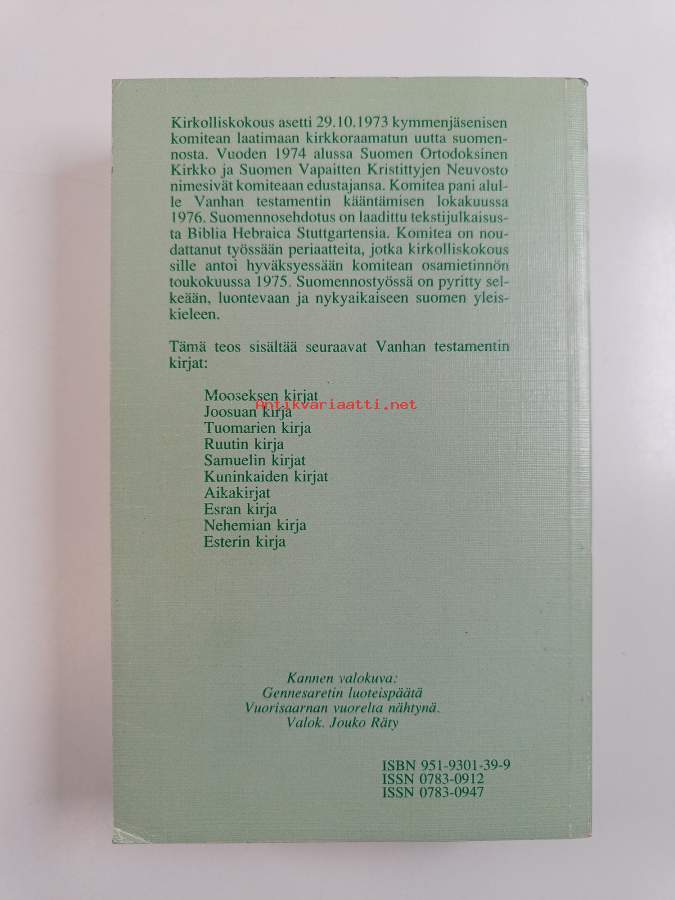 Kirkolliskokous asetti 29.10.1973 kymmenjäsenisen
komitean laatimaan kirkkoraamatun uutta suomen-
nosta. Vuoden 1974 alussa Suomen Ortodoksinen
Kirkko ja Suomen Vapaitten Kristittyjen Neuvosto
nimesivät komiteaan edustajansa. Komitea pani alul-
le Vanhan testamentin kääntämisen lokakuussa
1976. Suomennosehdotus on laadittu tekstijulkaisus-
ta Biblia Hebraica Stuttgartensia. Komitea on nou-
dattanut työssään periaatteita, jotka kirkolliskokous
sille antoi hyväksyessään komitean osamietinnön
toukokuussa 1975. Suomennostyössä on pyritty sel-
keään, luontevaan ja nykyaikaiseen suomen yleis-
kieleen.
Tämä teos sisältää seuraavat Vanhan testamentin
kirjat:
Mooseksen kirjat
Antikvariaatti.net
Joosuan kirja
Tuomarien kirja
Ruutin kirja
Samuelin kirjat
Kuninkaiden kirjat
Aikakirjat
Esran kirja
Nehemian kirja
Esterin kirja
Kannen valokuva:
Gennesaretin luoteispäätä
Vuorisaarnan vuorelta nähtynä.
Valok. Jouko Räty
ISBN 951-9301-39-9
ISSN 0783-0912
ISSN 0783-0947